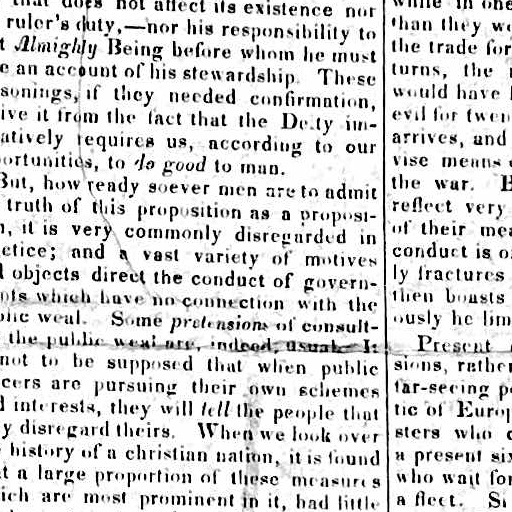 that does not affect its existence nor
ruler's duty,—nor his responsibility to
Almighty Being before whom he must
an account of his stewardship. These
sonings, if they needed confirmation,
ive it from the fact that the Deity im-
atively requires us, according to our
ortunities, to do good to man.
But, how ready soever men are to admit
truth of this proposition as a proposi-
it is very commonly disregarded in
ctice; and a vast variety of motives
objects direct the conduct of govern-
which have no connection with the
blic weal. Some pretensions of consult-
the public weal are, indeed, usual. It
not to be supposed that when public
cers are pursuing their own schemes
interests, they will tell the people that
y disregard theirs. When we look over
history of a christian nation, it is found
t a large proportion of these measures
ich are most prominent in it, had little
while in one
than they w
the trade for
turns, the
would have
evil for twen
arrives, and
vise means
the war.
reflect very
of their mea
conduct is o
ly fractures
then boasts
ously he lim
Present
sions, rathe
far-seeing p
tic of Europ
sters who
a present six
who wait for
a fleet. S